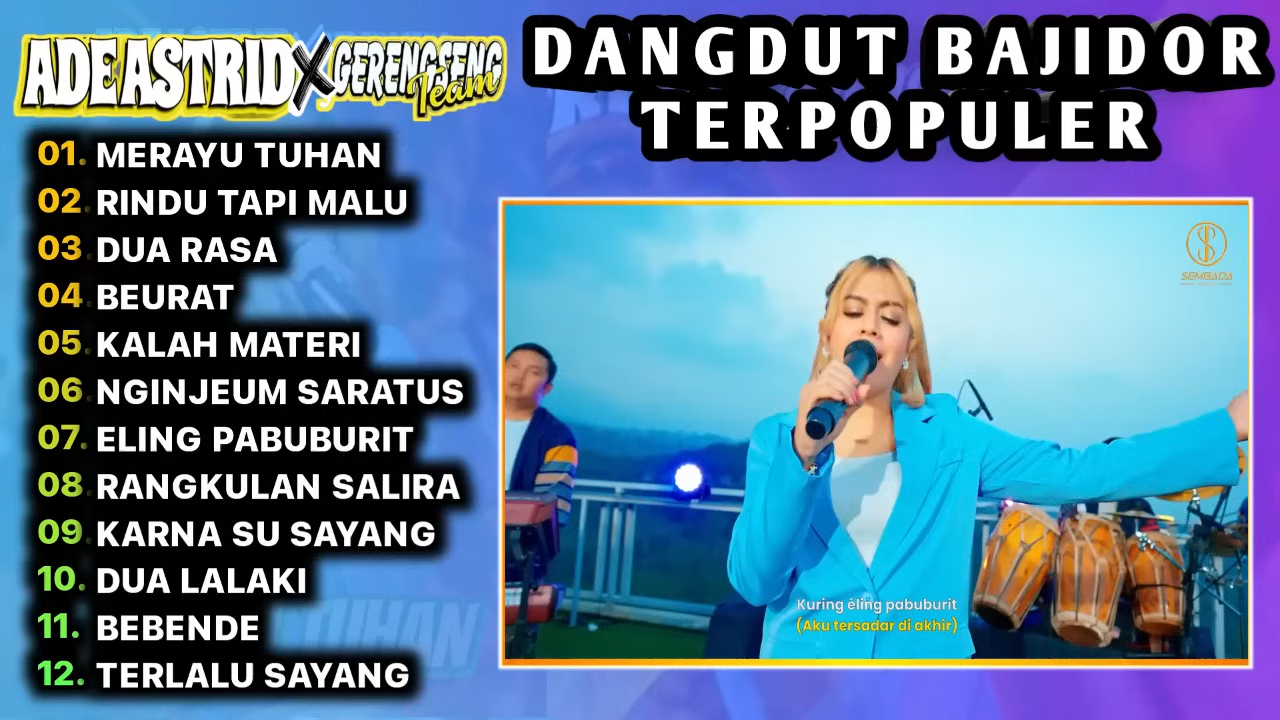 ADE ASTRID X GERENGSENG
Team
DANGDUT BAJIDOR
TERPOPULER
01. MERAYU TUHAN
02. RINDU TAPI MALU
03. DUA RASA
04. BEURAT
05. KALAH MATERI
06. NGINJEUM SARATUS
07. ELING PABUBURIT
08. RANGKULAN SALIRA
09. KARNA SU SAYANG
10. DUA LALAKI
11. BEBENDE
12. TERLALU SAYANG
SEMBADA
Kuring éling pabuburit
(Aku tersadar di akhir)
TUHAN